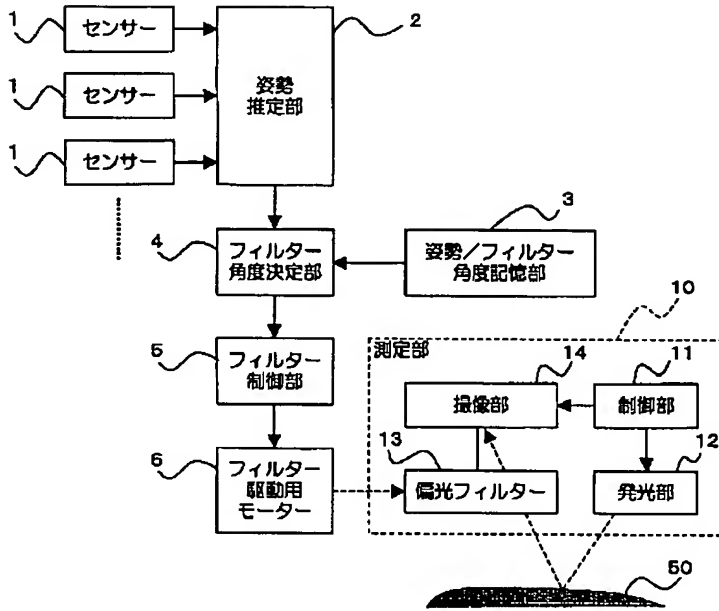 1
センサー
2
姿勢
推定部
1
センサー
1
センサー
3
4
フィルター
角度決定部
姿勢／フィルター
角度記憶部
10
5
フィルター
制御部
測定部
14
11
撮像部
制御部
6
フィルター
駆動用
モーター
13
12
偏光フィルター
発光部
50